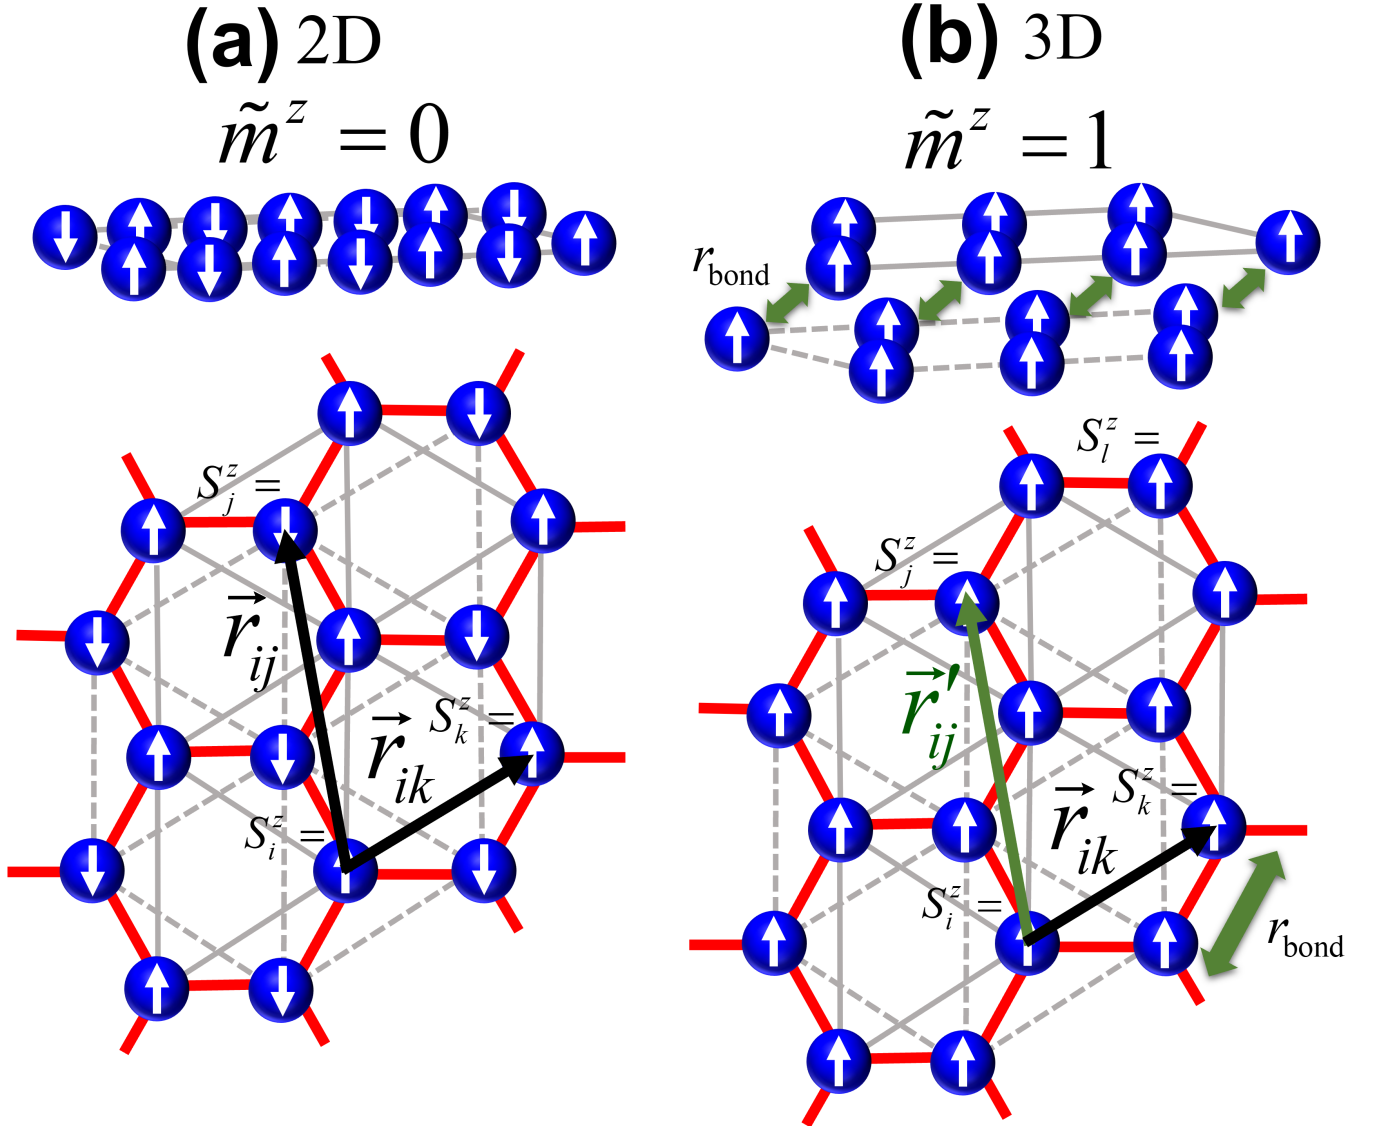 (a) 2D
m̃ᶻ = 0
S_j^z =
r⃗_ij
r⃗_ik
S_k^z =
S_i^z =
(b) 3D
m̃ᶻ = 1
r_bond
S_l^z =
S_j^z =
r⃗′_ij
r⃗_ik
S_k^z =
S_i^z =
r_bond